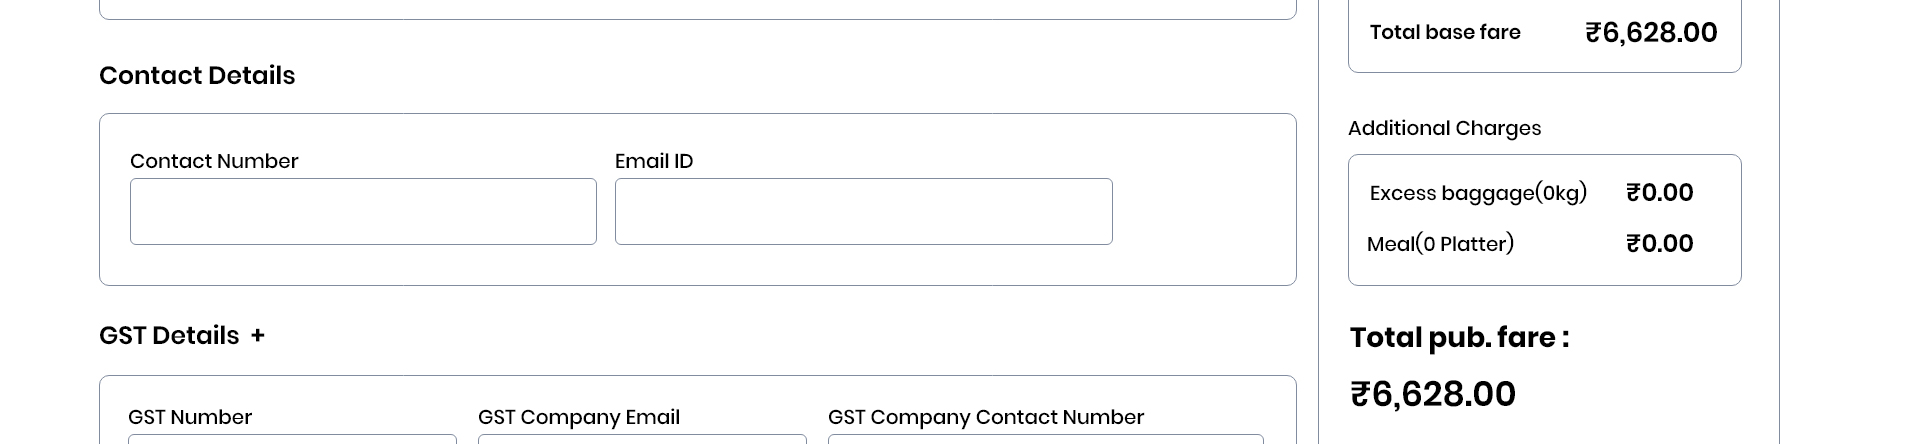 Contact Details
Contact Number
Email ID
GST Details +
GST Number
GST Company Email
GST Company Contact Number
Total base fare ₹6,628.00
Additional Charges
Excess baggage(0kg) ₹0.00
Meal(0 Platter) ₹0.00
Total pub. fare :
₹6,628.00